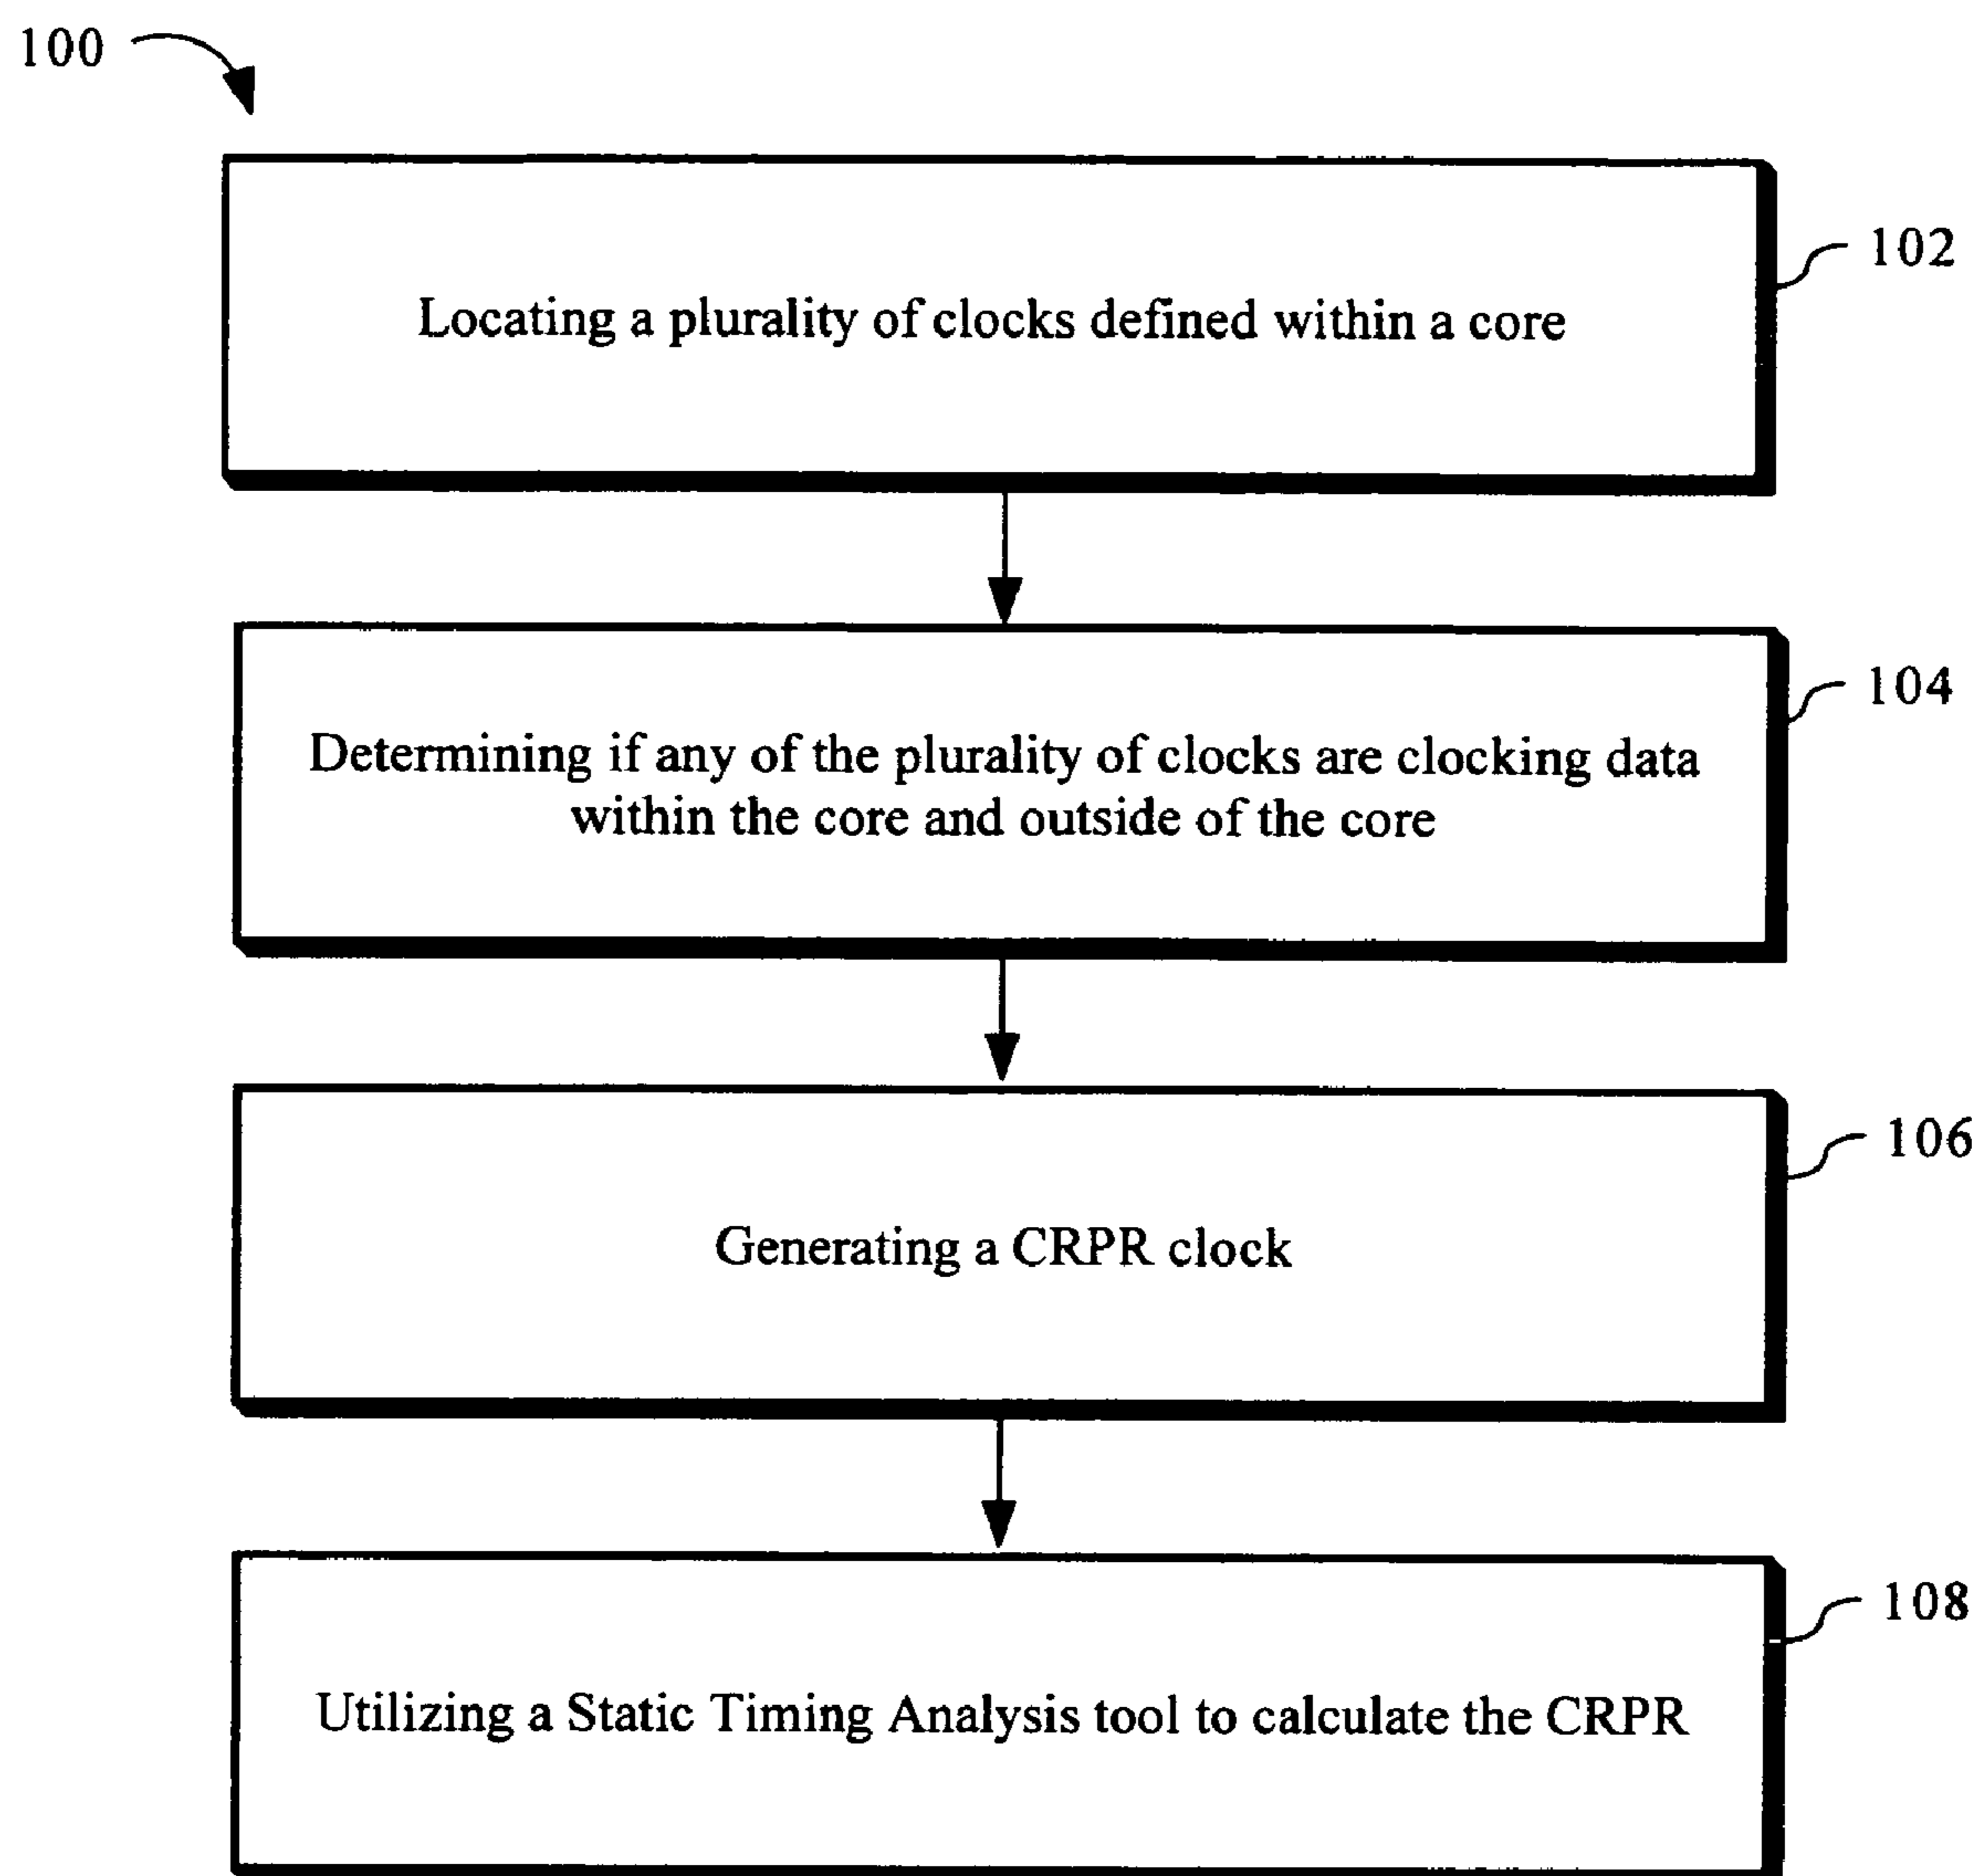 100
Locating a plurality of clocks defined within a core
102
Determining if any of the plurality of clocks are clocking data
within the core and outside of the core
104
Generating a CRPR clock
106
Utilizing a Static Timing Analysis tool to calculate the CRPR
108